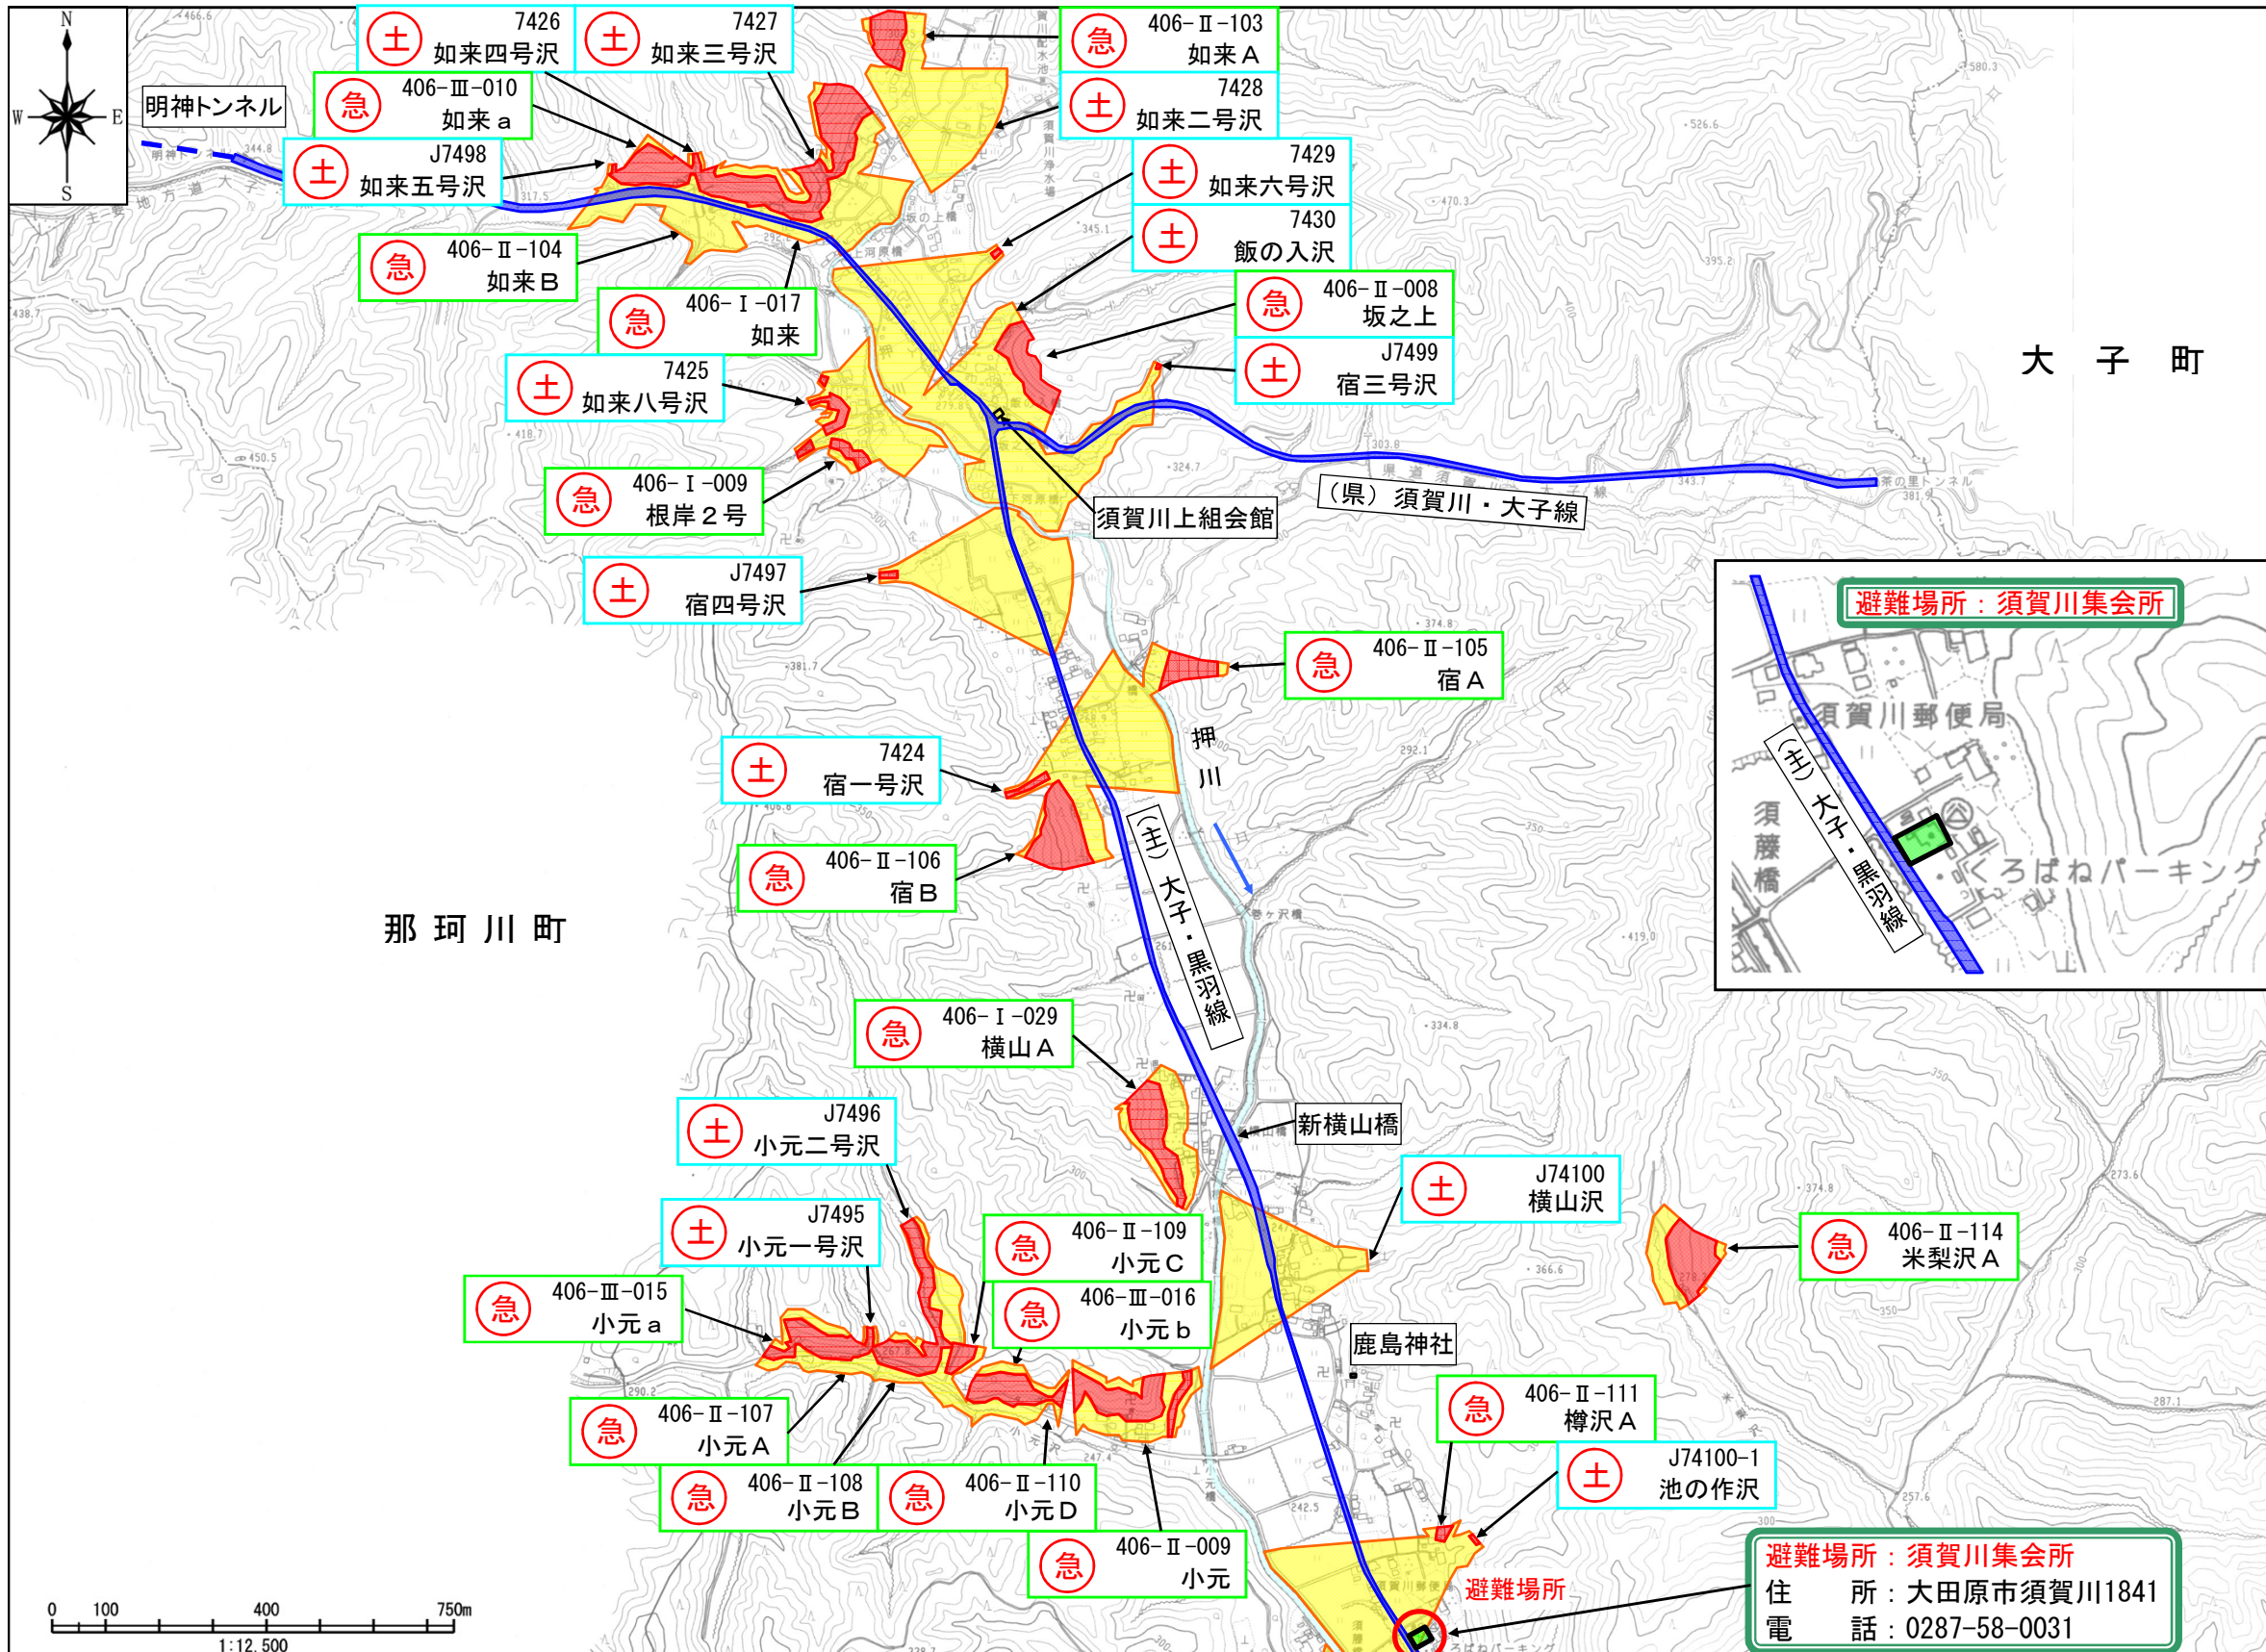 N
W
E
S
明神トンネル
土
7426
如来四号沢
土
7427
如来三号沢
急
406-Ⅱ-103
如来A
急
406-Ⅲ-010
如来a
土
7428
如来二号沢
土
J7498
如来五号沢
土
7429
如来六号沢
土
7430
飯の入沢
急
406-Ⅱ-104
如来B
急
406-Ⅰ-017
如来
急
406-Ⅱ-008
坂之上
土
J7499
宿三号沢
土
7425
如来八号沢
大子町
急
406-Ⅰ-009
根岸2号
須賀川上組会館
(県)須賀川・大子線
茶の里トンネル
土
J7497
宿四号沢
急
406-Ⅱ-105
宿A
押川
土
7424
宿一号沢
急
406-Ⅱ-106
宿B
(主)大子・黒羽線
那珂川町
避難場所:須賀川集会所
須賀川郵便局
(主)大子・黒羽線
須藤橋
くろばねパーキング
急
406-Ⅰ-029
横山A
新横山橋
土
J7496
小元二号沢
土
J74100
横山沢
土
J7495
小元一号沢
急
406-Ⅱ-109
小元C
急
406-Ⅱ-114
米梨沢A
急
406-Ⅲ-015
小元a
急
406-Ⅲ-016
小元b
鹿島神社
急
406-Ⅱ-107
小元A
急
406-Ⅱ-111
樽沢A
急
406-Ⅱ-108
小元B
急
406-Ⅱ-110
小元D
土
J74100-1
池の作沢
急
406-Ⅱ-009
小元
避難場所
避難場所:須賀川集会所
住 所:大田原市須賀川1841
電 話:0287-58-0031
0 100 400 750m
1:12,500